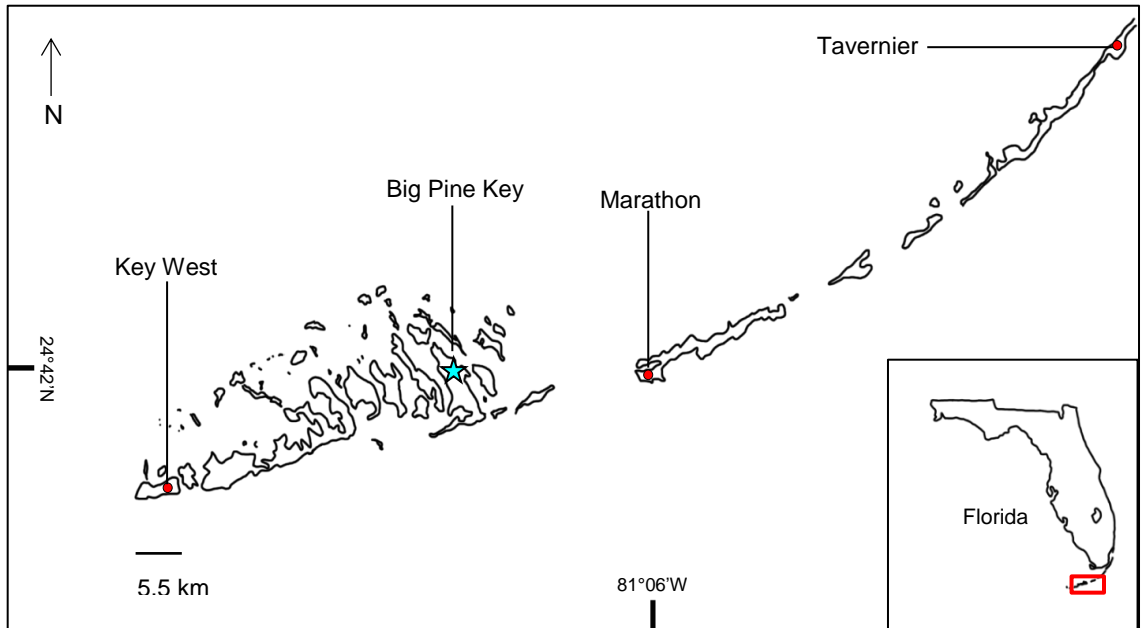 Tavernier
N
Big Pine Key
Marathon
Key West
24°42'N
Florida
5.5 km
81°06'W